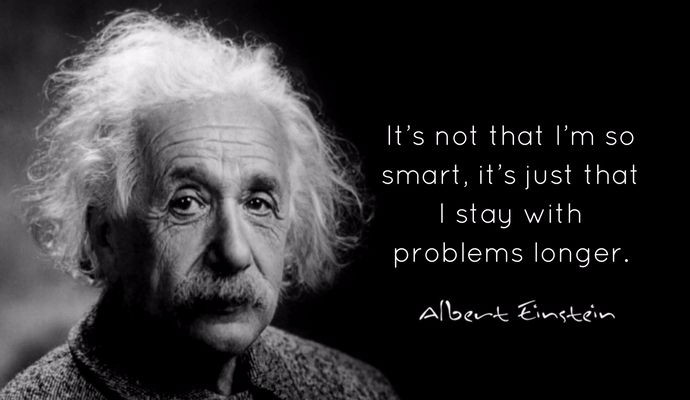 It’s not that I’m so
smart, it’s just that
I stay with
problems longer.
Albert Einstein